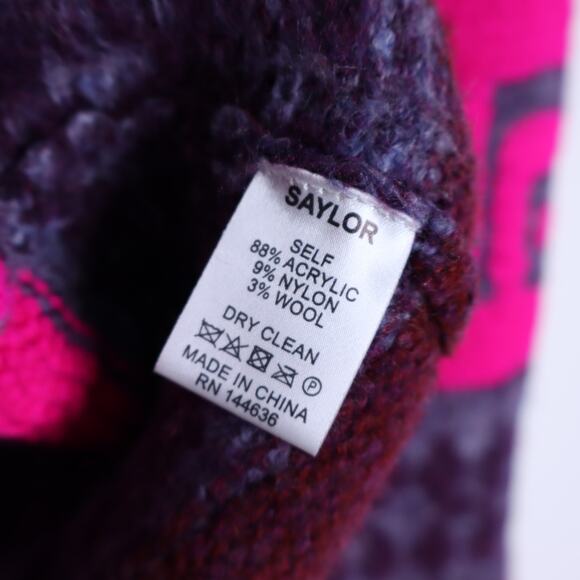 SAYLOR
SELF
88% ACRYLIC
9% NYLON
3% WOOL
DRY CLEAN
P
MADE IN CHINA
RN 144636